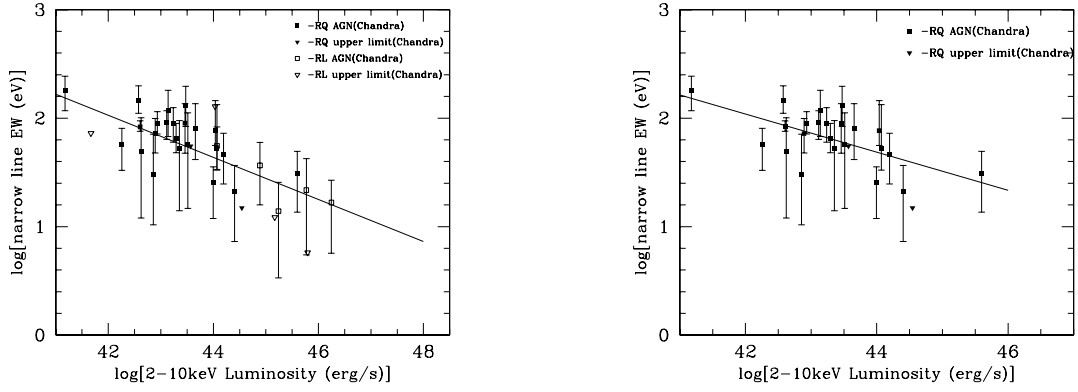 3
2
1
0
log[narrow line EW (eV)]
42
44
46
48
log[2-10keV Luminosity (erg/s)]
-RQ AGN(Chandra)
-RQ upper limit(Chandra)
-RL AGN(Chandra)
-RL upper limit(Chandra)
3
2
1
0
log[narrow line EW (eV)]
42
44
46
log[2-10keV Luminosity (erg/s)]
-RQ AGN(Chandra)
-RQ upper limit(Chandra)